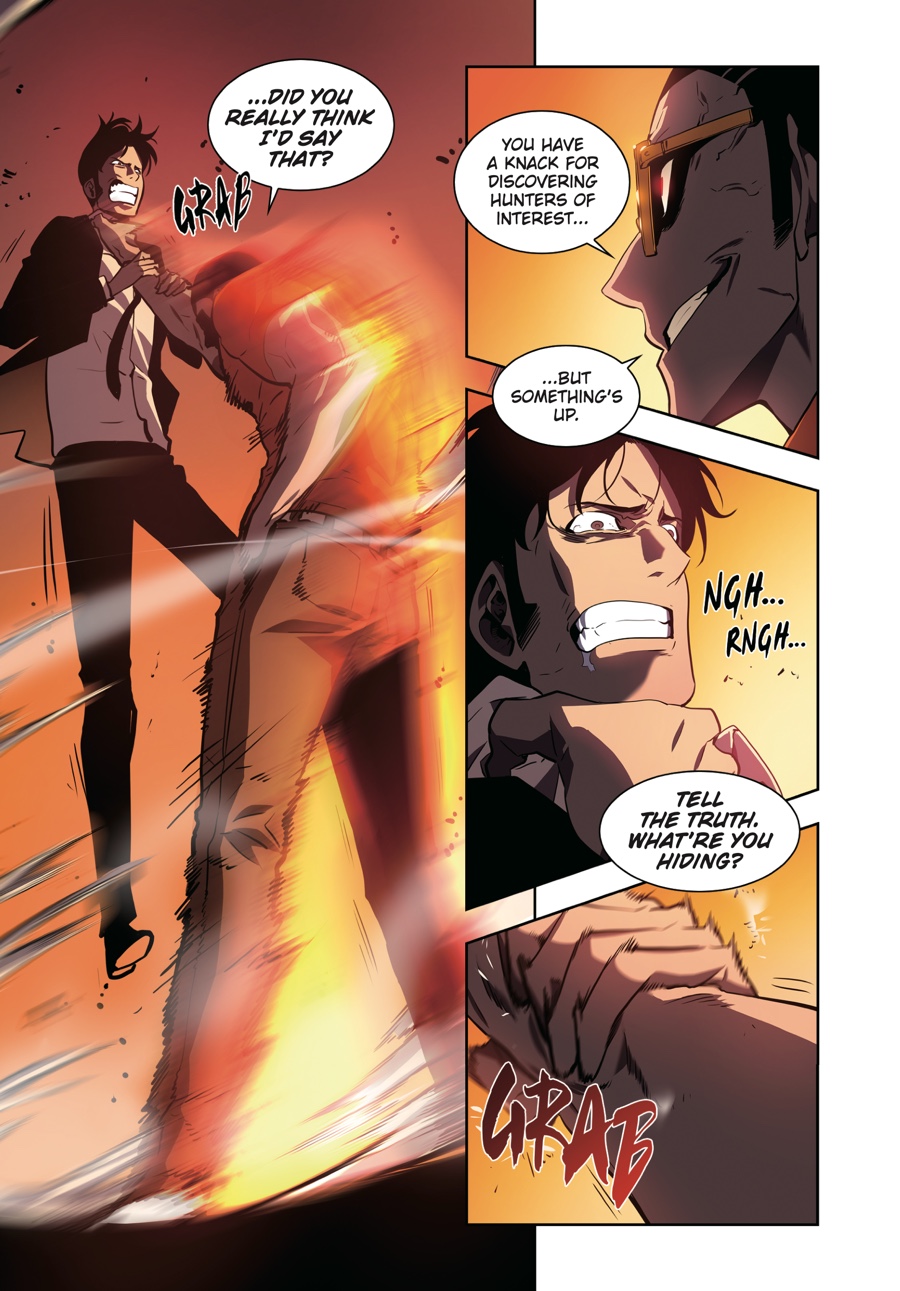 ...DID YOU
REALLY THINK
I'D SAY
THAT?
GRAB
YOU HAVE
A KNACK FOR
DISCOVERING
HUNTERS OF
INTEREST...
...BUT
SOMETHING'S
UP.
NGH...
RNGH...
TELL
THE TRUTH.
WHAT'RE YOU
HIDING?
GRAB